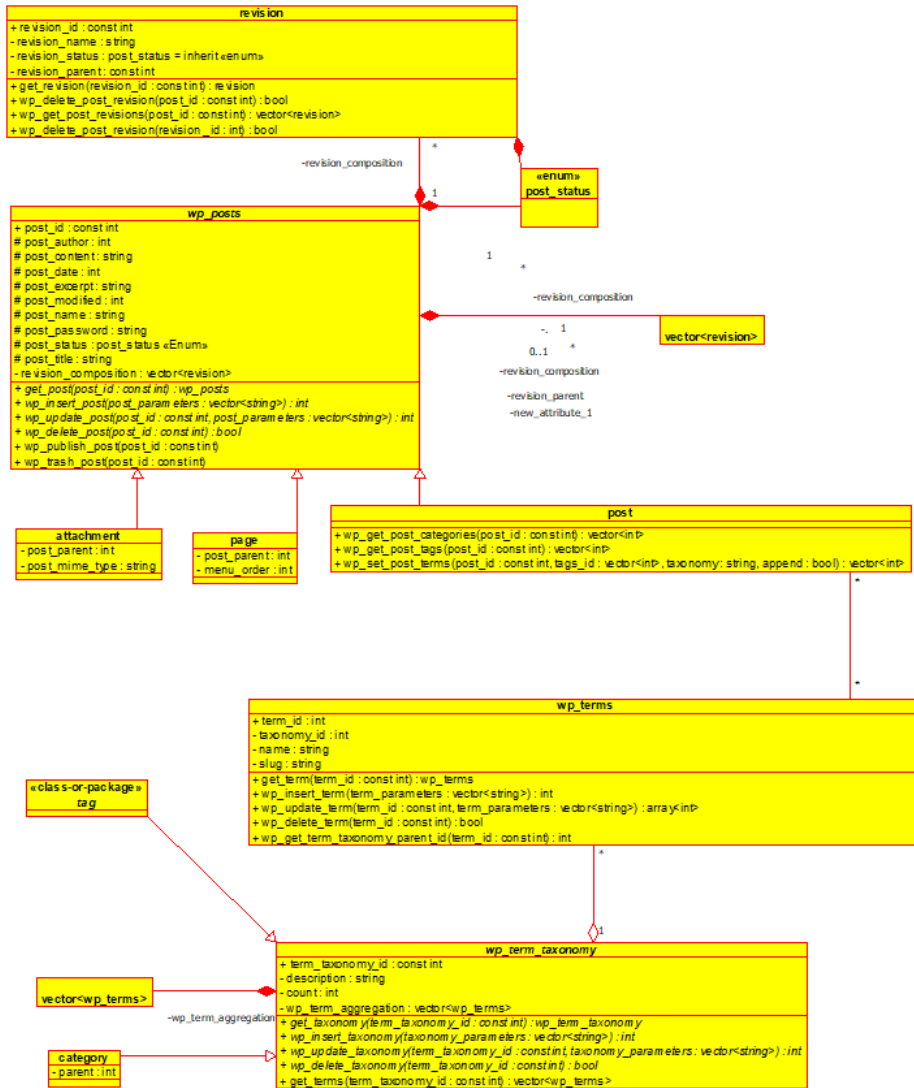 revision
+ revision_id : const int
- revision_name : string
- revision_status : post_status = inherit «enum»
- revision_parent : const int
+ get_revision(revision_id : const int) : revision
+ wp_delete_post_revision(post_id : const int) : bool
+ wp_get_post_revisions(post_id : const int) : vector<revision>
+ wp_delete_post_revision(revision_id : int) : bool
*
-revision_composition
1
«enum»
post_status
wp_posts
+ post_id : const int
# post_author : int
# post_content : string
# post_date : int
# post_excerpt : string
# post_modified : int
# post_name : string
# post_password : string
# post_status : post_status «Enum»
# post_title : string
- revision_composition : vector<revision>
+ get_post(post_id : const int) : wp_posts
+ wp_insert_post(post_parameters : vector<string>) : int
+ wp_update_post(post_id : const int, post_parameters : vector<string>) : int
+ wp_delete_post(post_id : const int) : bool
+ wp_publish_post(post_id : const int)
+ wp_trash_post(post_id : const int)
1
*
-revision_composition
vector<revision>
-. 1
0..1 *
-revision_composition
-revision_parent
-new_attribute_1
attachment
- post_parent : int
- post_mime_type : string
page
- post_parent : int
- menu_order : int
post
+ wp_get_post_categories(post_id : const int) : vector<int>
+ wp_get_post_tags(post_id : const int) : vector<int>
+ wp_set_post_terms(post_id : const int, tags_id : vector<int>, taxonomy: string, append : bool) : vector<int>
*
*
wp_terms
+ term_id : int
- taxonomy_id : int
- name : string
- slug : string
+ get_term(term_id : const int) : wp_terms
+ wp_insert_term(term_parameters : vector<string>) : int
+ wp_update_term(term_id : const int, term_parameters : vector<string>) : array<int>
+ wp_delete_term(term_id : const int) : bool
+ wp_get_term_taxonomy_parent_id(term_id : const int) : int
«class-or-package»
tag
*
1
wp_term_taxonomy
+ term_taxonomy_id : const int
- description : string
- count : int
- wp_term_aggregation : vector<wp_terms>
+ get_taxonomy(term_taxonomy_id : const int) : wp_term_taxonomy
+ wp_insert_taxonomy(taxonomy_parameters : vector<string>) : int
+ wp_update_taxonomy(term_taxonomy_id : const int, taxonomy_parameters : vector<string>) : int
+ wp_delete_taxonomy(term_taxonomy_id : const int) : bool
+ get_terms(term_taxonomy_id : const int) : vector<wp_terms>
vector<wp_terms>
-wp_term_aggregation
category
- parent : int